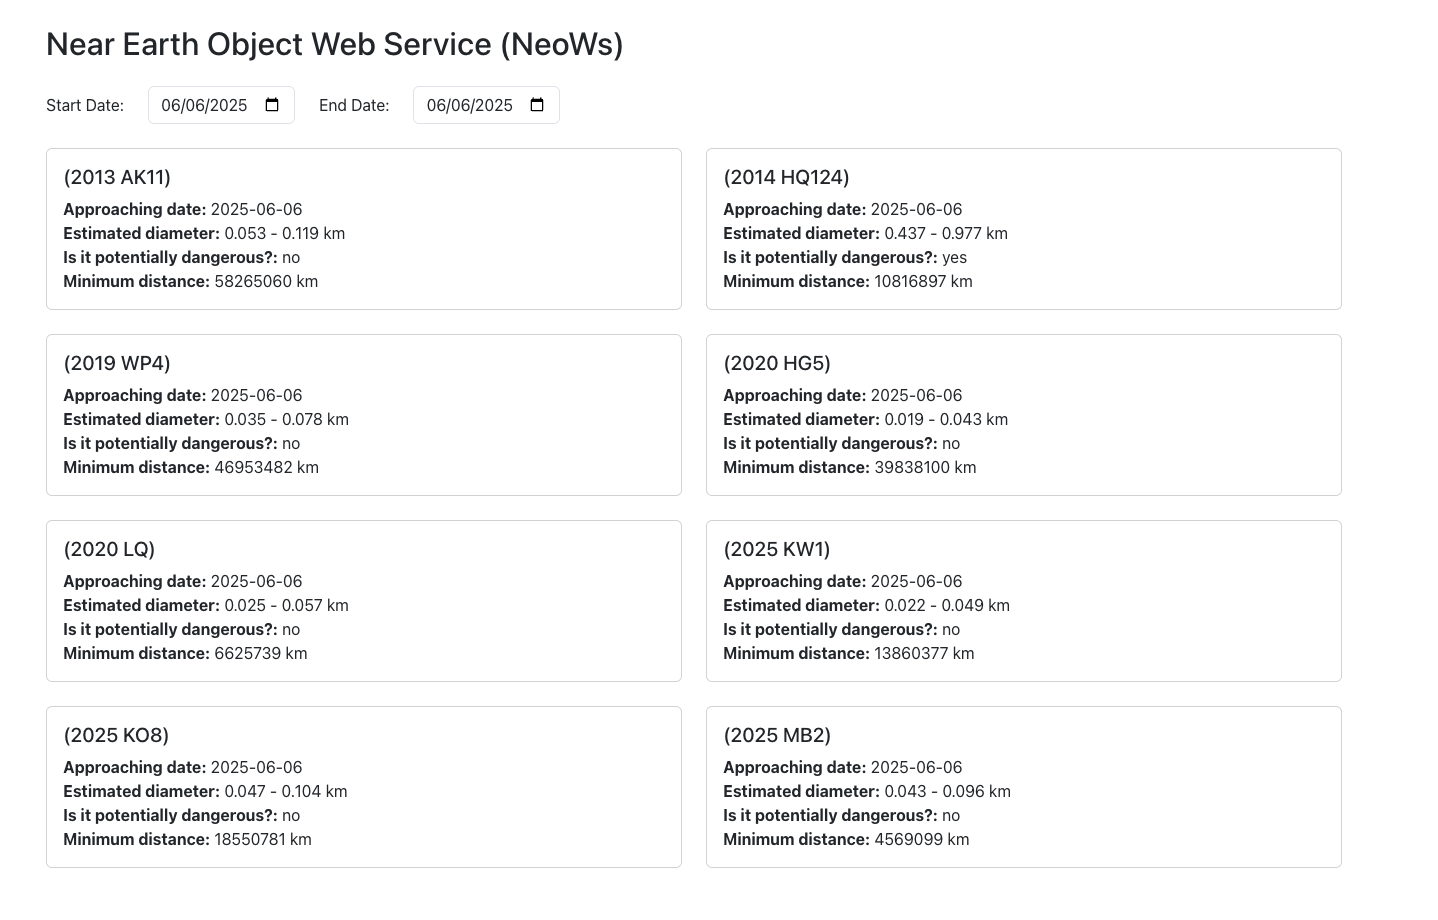 Near Earth Object Web Service (NeoWs)
Start Date: 06/06/2025 End Date: 06/06/2025
(2013 AK11)
Approaching date: 2025-06-06
Estimated diameter: 0.053 - 0.119 km
Is it potentially dangerous?: no
Minimum distance: 58265060 km
(2014 HQ124)
Approaching date: 2025-06-06
Estimated diameter: 0.437 - 0.977 km
Is it potentially dangerous?: yes
Minimum distance: 10816897 km
(2019 WP4)
Approaching date: 2025-06-06
Estimated diameter: 0.035 - 0.078 km
Is it potentially dangerous?: no
Minimum distance: 46953482 km
(2020 HG5)
Approaching date: 2025-06-06
Estimated diameter: 0.019 - 0.043 km
Is it potentially dangerous?: no
Minimum distance: 39838100 km
(2020 LQ)
Approaching date: 2025-06-06
Estimated diameter: 0.025 - 0.057 km
Is it potentially dangerous?: no
Minimum distance: 6625739 km
(2025 KW1)
Approaching date: 2025-06-06
Estimated diameter: 0.022 - 0.049 km
Is it potentially dangerous?: no
Minimum distance: 13860377 km
(2025 KO8)
Approaching date: 2025-06-06
Estimated diameter: 0.047 - 0.104 km
Is it potentially dangerous?: no
Minimum distance: 18550781 km
(2025 MB2)
Approaching date: 2025-06-06
Estimated diameter: 0.043 - 0.096 km
Is it potentially dangerous?: no
Minimum distance: 4569099 km